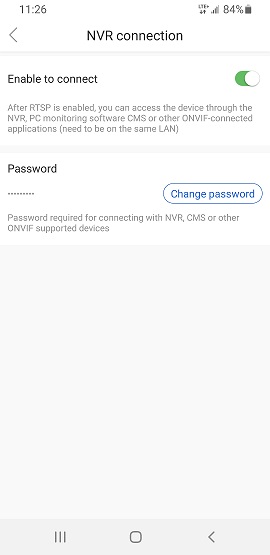 11:26 LTE+ 84%
NVR connection
Enable to connect
After RTSP is enabled, you can access the device through the
NVR, PC monitoring software CMS or other ONVIF-connected
applications (need to be on the same LAN)
Password
---------
Change password
Password required for connecting with NVR, CMS or other
ONVIF supported devices